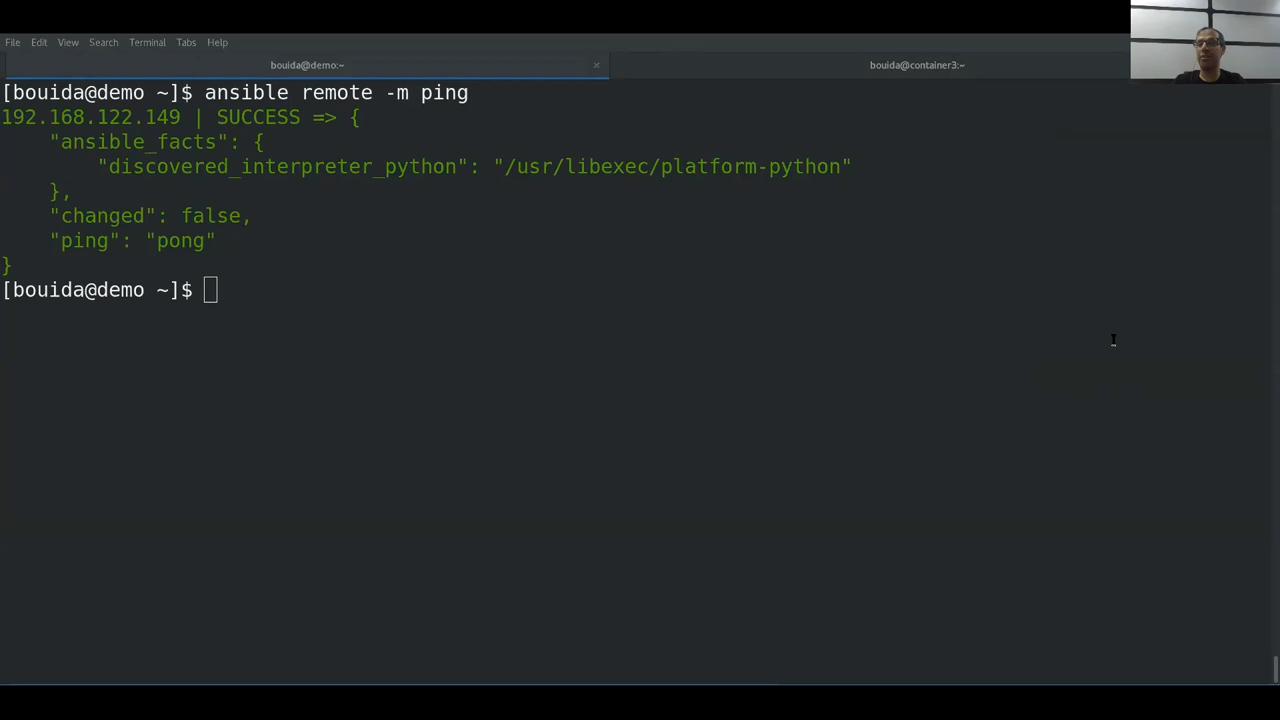 File Edit View Search Terminal Tabs Help
bouida@demo:~ × bouida@container3:~
[bouida@demo ~]$ ansible remote -m ping
192.168.122.149 | SUCCESS => {
    "ansible_facts": {
        "discovered_interpreter_python": "/usr/libexec/platform-python"
    },
    "changed": false,
    "ping": "pong"
}
[bouida@demo ~]$